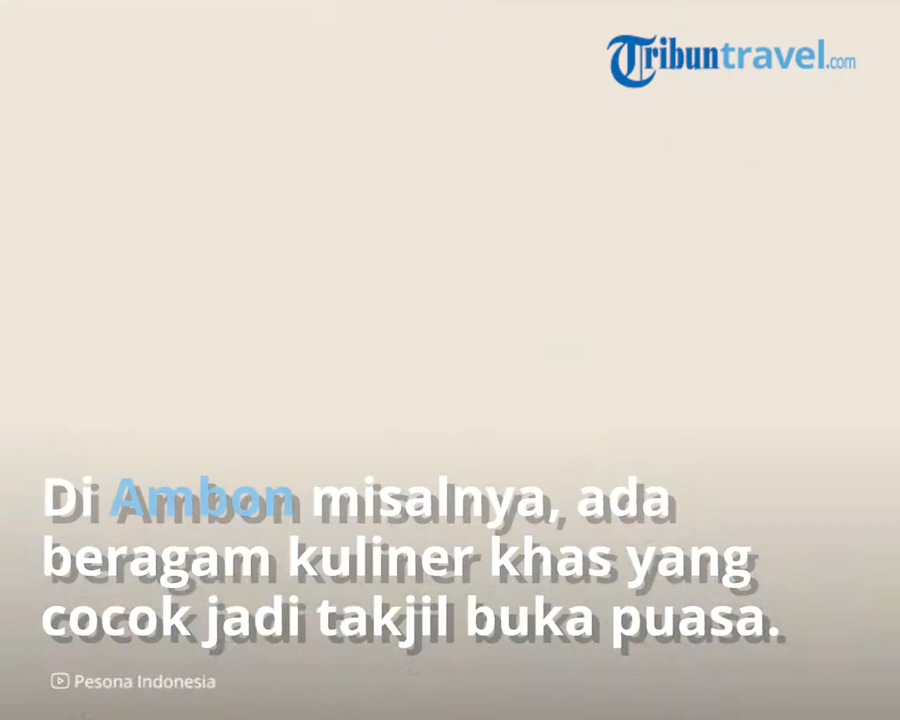 Tribuntravel.com
Di Ambon misalnya, ada
beragam kuliner khas yang
cocok jadi takjil buka puasa.
Pesona Indonesia